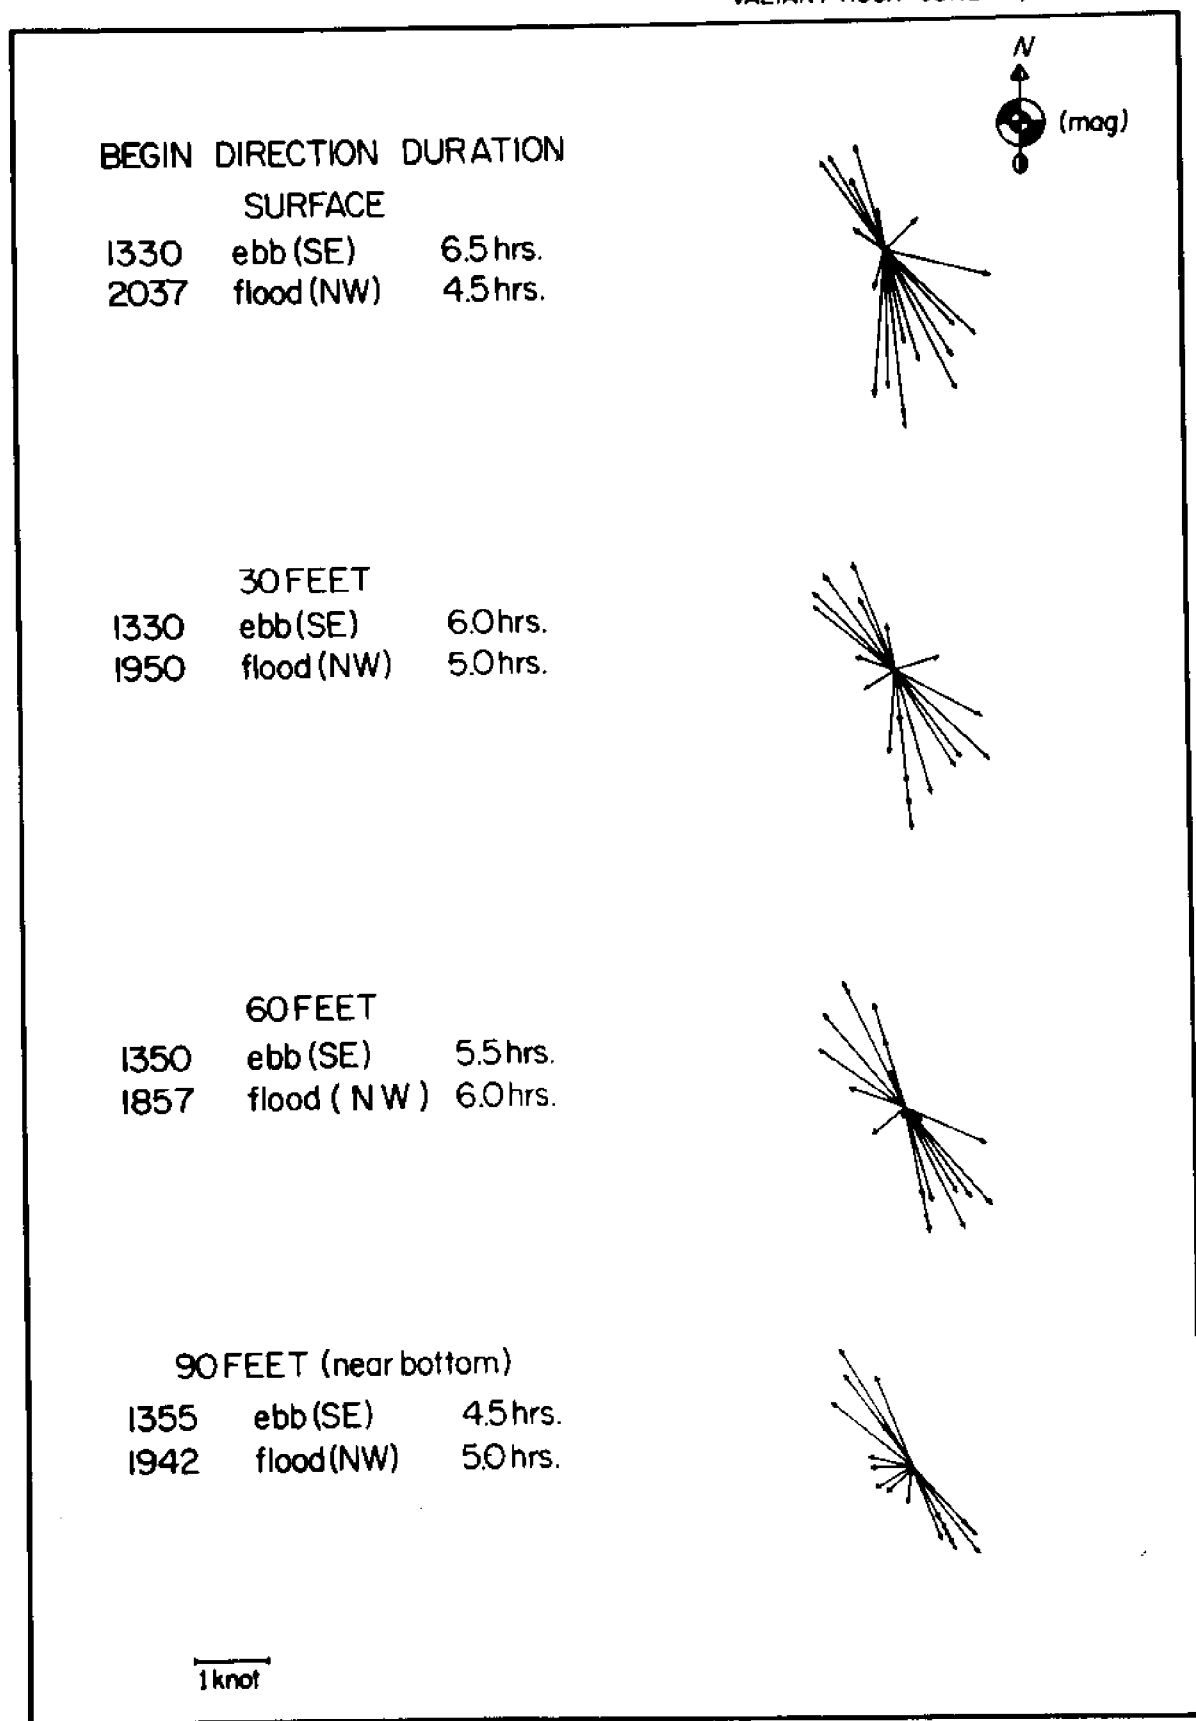 N
(mag)
BEGIN DIRECTION DURATION
SURFACE
1330 ebb (SE) 6.5 hrs.
2037 flood (NW) 4.5 hrs.
30 FEET
1330 ebb (SE) 6.0 hrs.
1950 flood (NW) 5.0 hrs.
60 FEET
1350 ebb (SE) 5.5 hrs.
1857 flood (NW) 6.0 hrs.
90 FEET (near bottom)
1355 ebb (SE) 4.5 hrs.
1942 flood (NW) 5.0 hrs.
1 knot